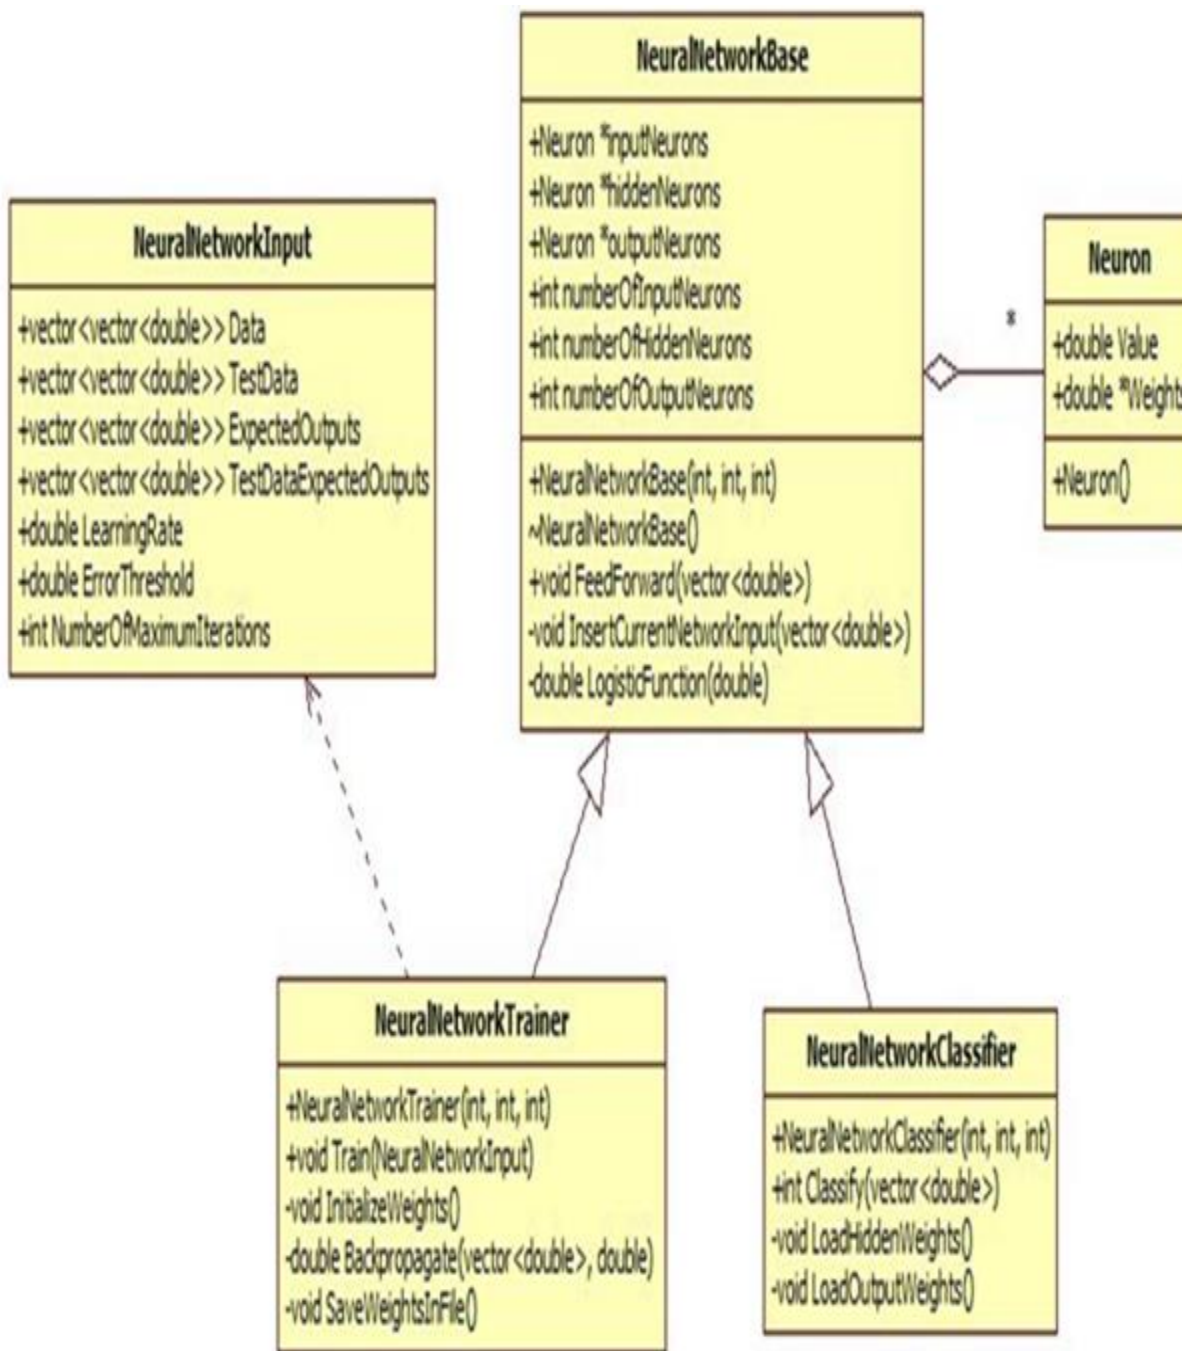 NeuralNetworkBase
+Neuron *inputNeurons
+Neuron *hiddenNeurons
+Neuron *outputNeurons
+int numberOfInputNeurons
+int numberOfHiddenNeurons
+int numberOfOutputNeurons
+NeuralNetworkBase(int, int, int)
~NeuralNetworkBase()
+void FeedForward(vector<double>)
-void InsertCurrentNetworkInput(vector<double>)
-double LogisticFunction(double)
NeuralNetworkInput
+vector<vector<double>> Data
+vector<vector<double>> TestData
+vector<vector<double>> ExpectedOutputs
+vector<vector<double>> TestDataExpectedOutputs
+double LearningRate
+double ErrorThreshold
+int NumberOfMaximumIterations
*
Neuron
+double Value
+double *Weights
+Neuron()
NeuralNetworkTrainer
+NeuralNetworkTrainer(int, int, int)
+void Train(NeuralNetworkInput)
-void InitializeWeights()
-double Backpropagate(vector<double>, double)
-void SaveWeightsInFile()
NeuralNetworkClassifier
+NeuralNetworkClassifier(int, int, int)
+int Classify(vector<double>)
-void LoadHiddenWeights()
-void LoadOutputWeights()